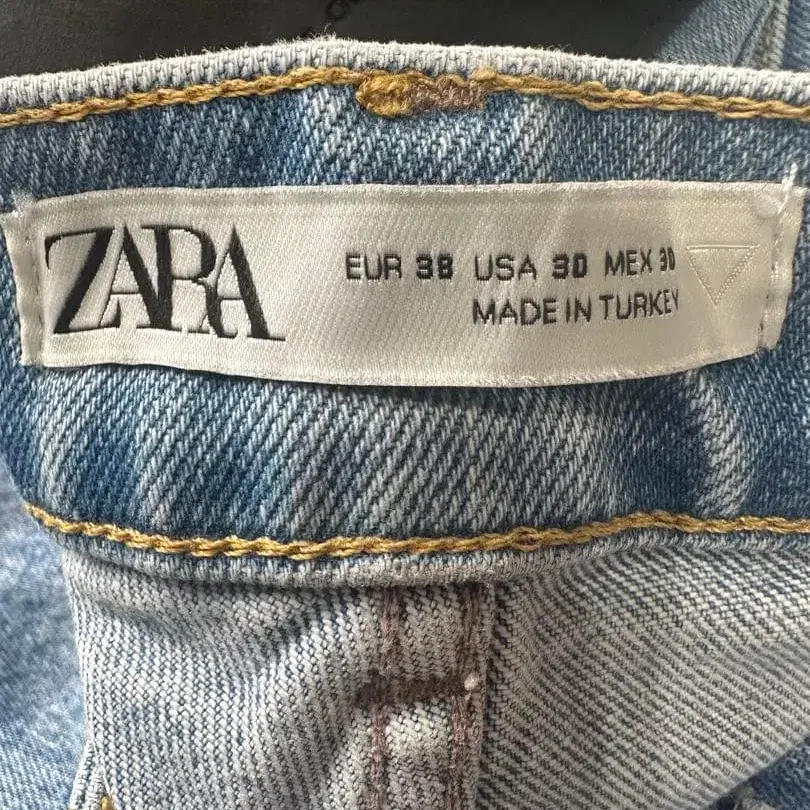 ZARA
EUR 38 USA 30 MEX 30
MADE IN TURKEY